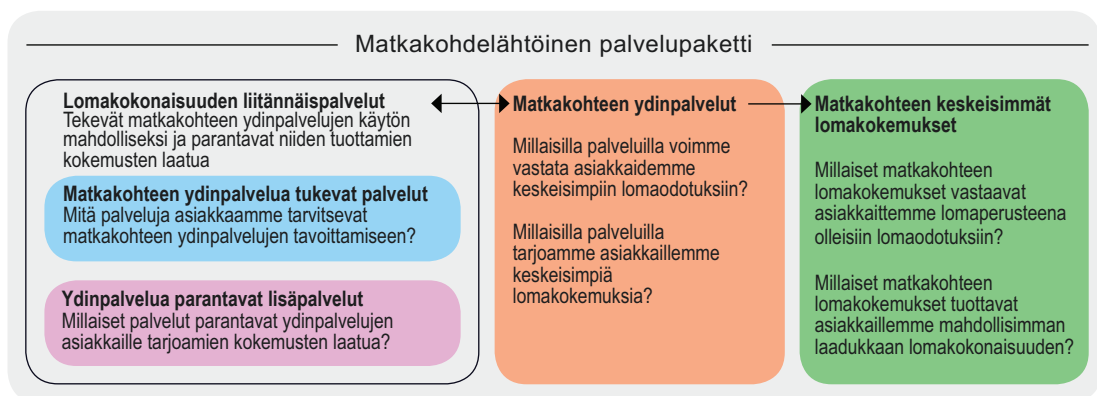 Matkakohdelähtöinen palvelupaketti
Lomakokonaisuuden liitännäispalvelut
Tekevät matkakohteen ydinpalvelujen käytön
mahdolliseksi ja parantavat niiden tuottamien
kokemusten laatua
Matkakohteen ydinpalvelua tukevat palvelut
Mitä palveluja asiakkaamme tarvitsevat
matkakohteen ydinpalvelujen tavoittamiseen?
Ydinpalvelua parantavat lisäpalvelut
Millaiset palvelut parantavat ydinpalvelujen
asiakkaille tarjoamien kokemusten laatua?
Matkakohteen ydinpalvelut
Millaisilla palveluilla voimme
vastata asiakkaidemme
keskeisimpiin lomaodotuksiin?
Millaisilla palveluilla
tarjoamme asiakkaillemme
keskeisimpiä
lomakokemuksia?
Matkakohteen keskeisimmät
lomakokemukset
Millaiset matkakohteen
lomakokemukset vastaavat
asiakkaittemme lomaperusteena
olleisiin lomaodotuksiin?
Millaiset matkakohteen
lomakokemukset tuottavat
asiakkaillemme mahdollisimman
laadukkaan lomakokonaisuuden?